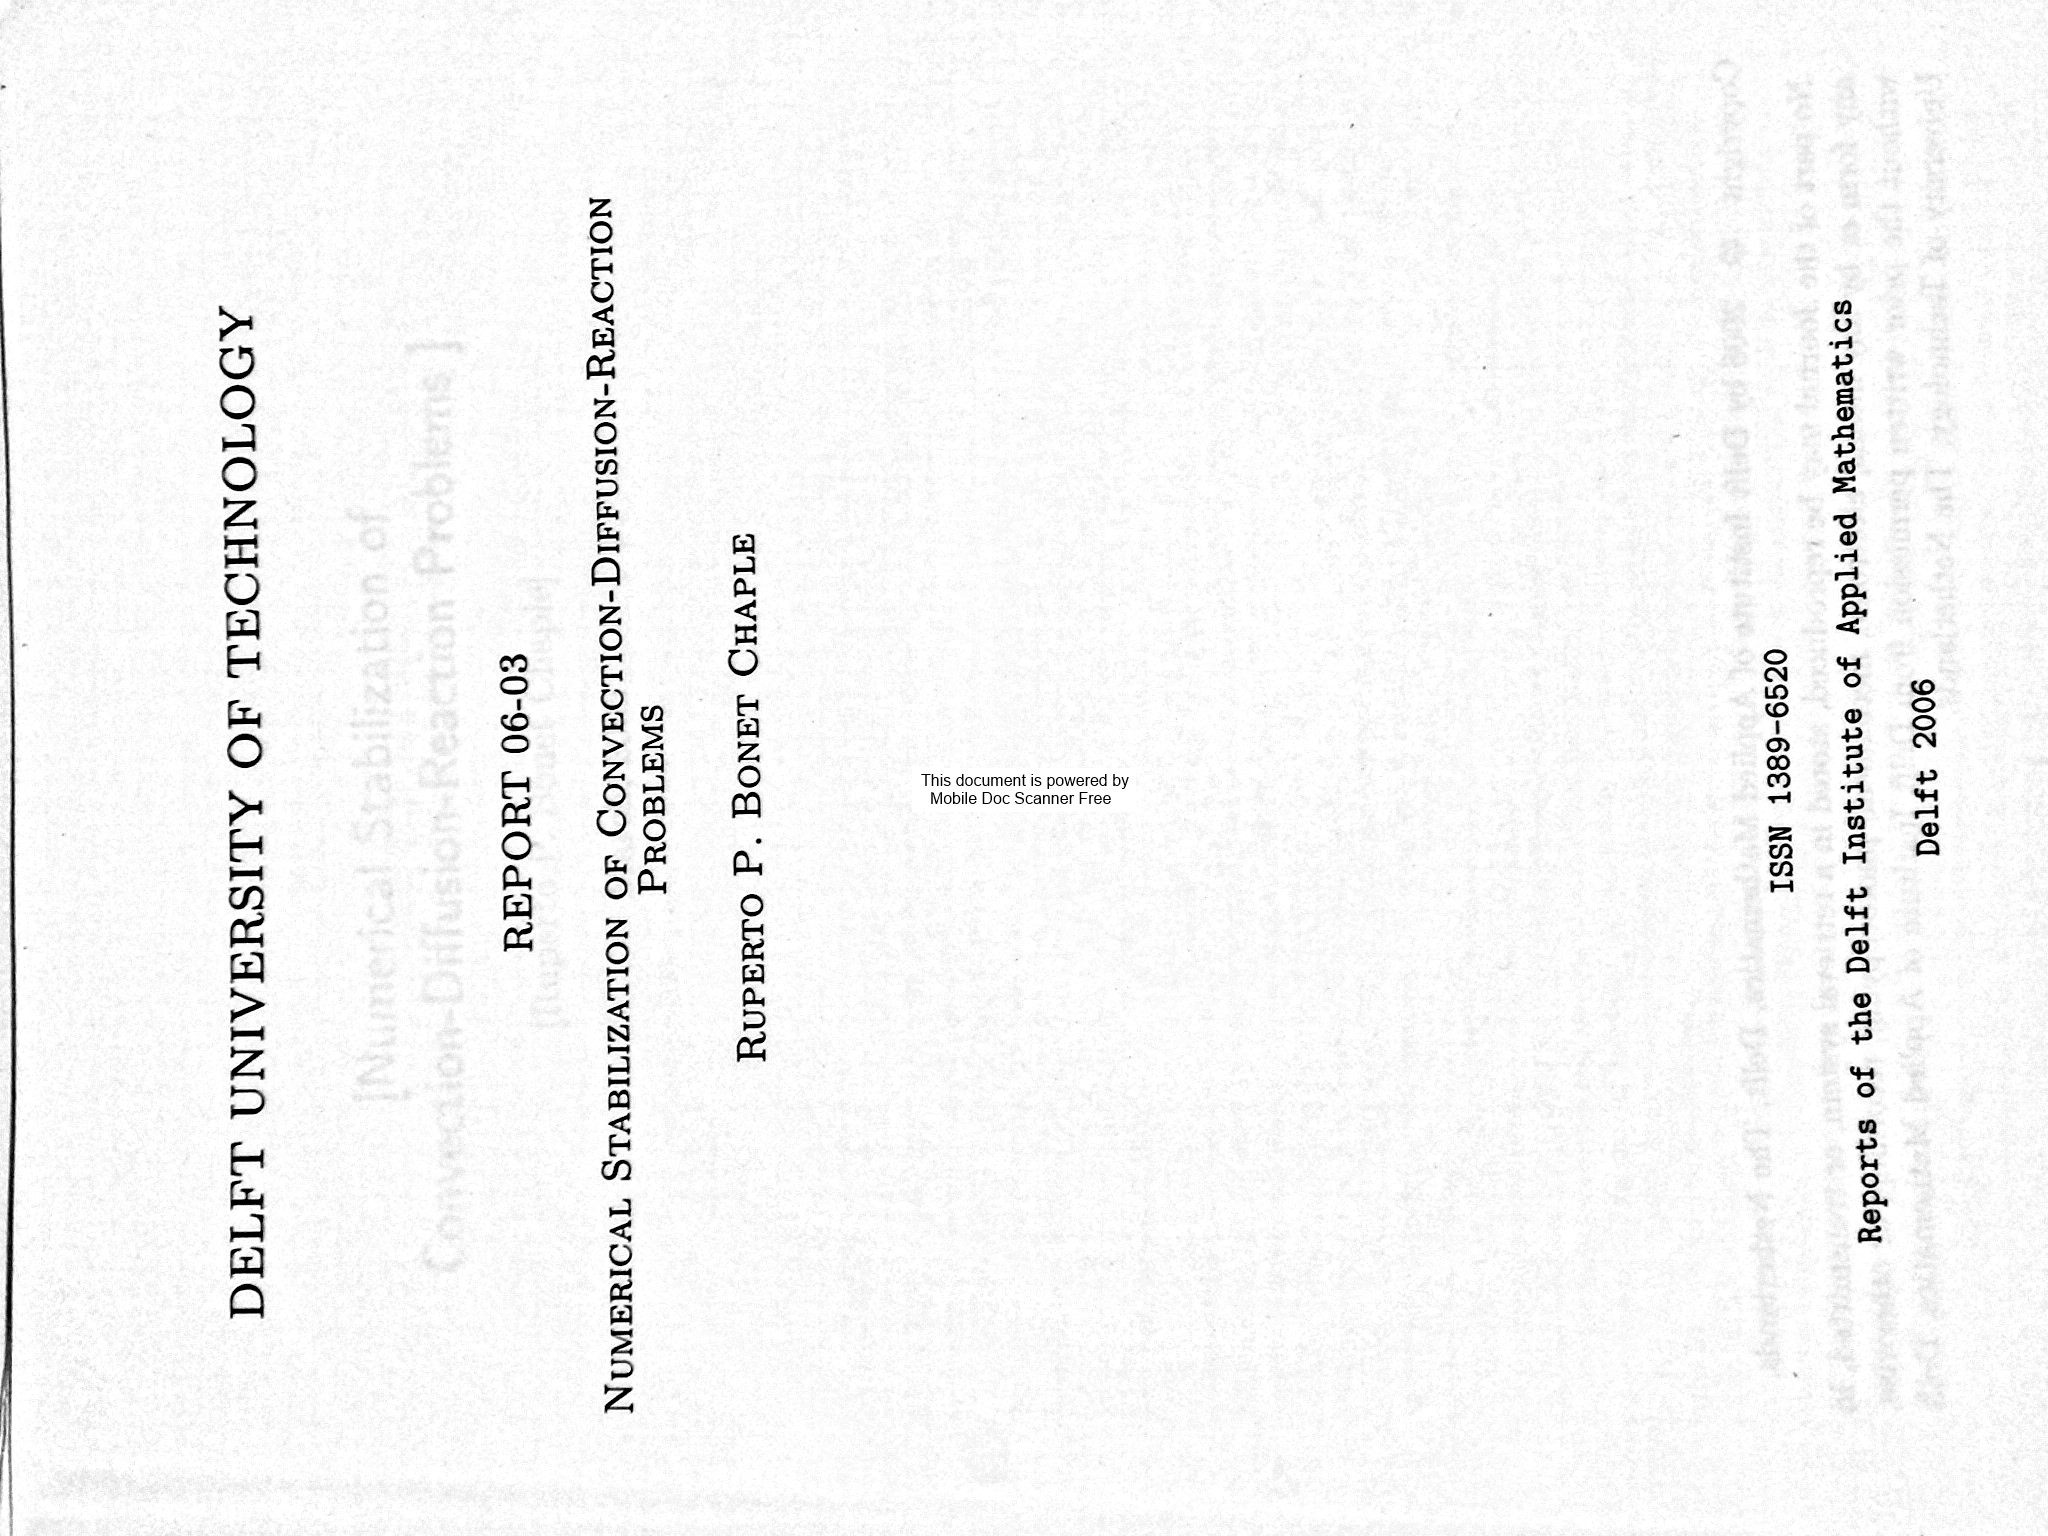 DELFT UNIVERSITY OF TECHNOLOGY
REPORT 06-03
NUMERICAL STABILIZATION OF CONVECTION-DIFFUSION-REACTION
PROBLEMS
RUPERTO P. BONET CHAPLE
This document is powered by
Mobile Doc Scanner Free
ISSN 1389-6520
Reports of the Delft Institute of Applied Mathematics
Delft 2006